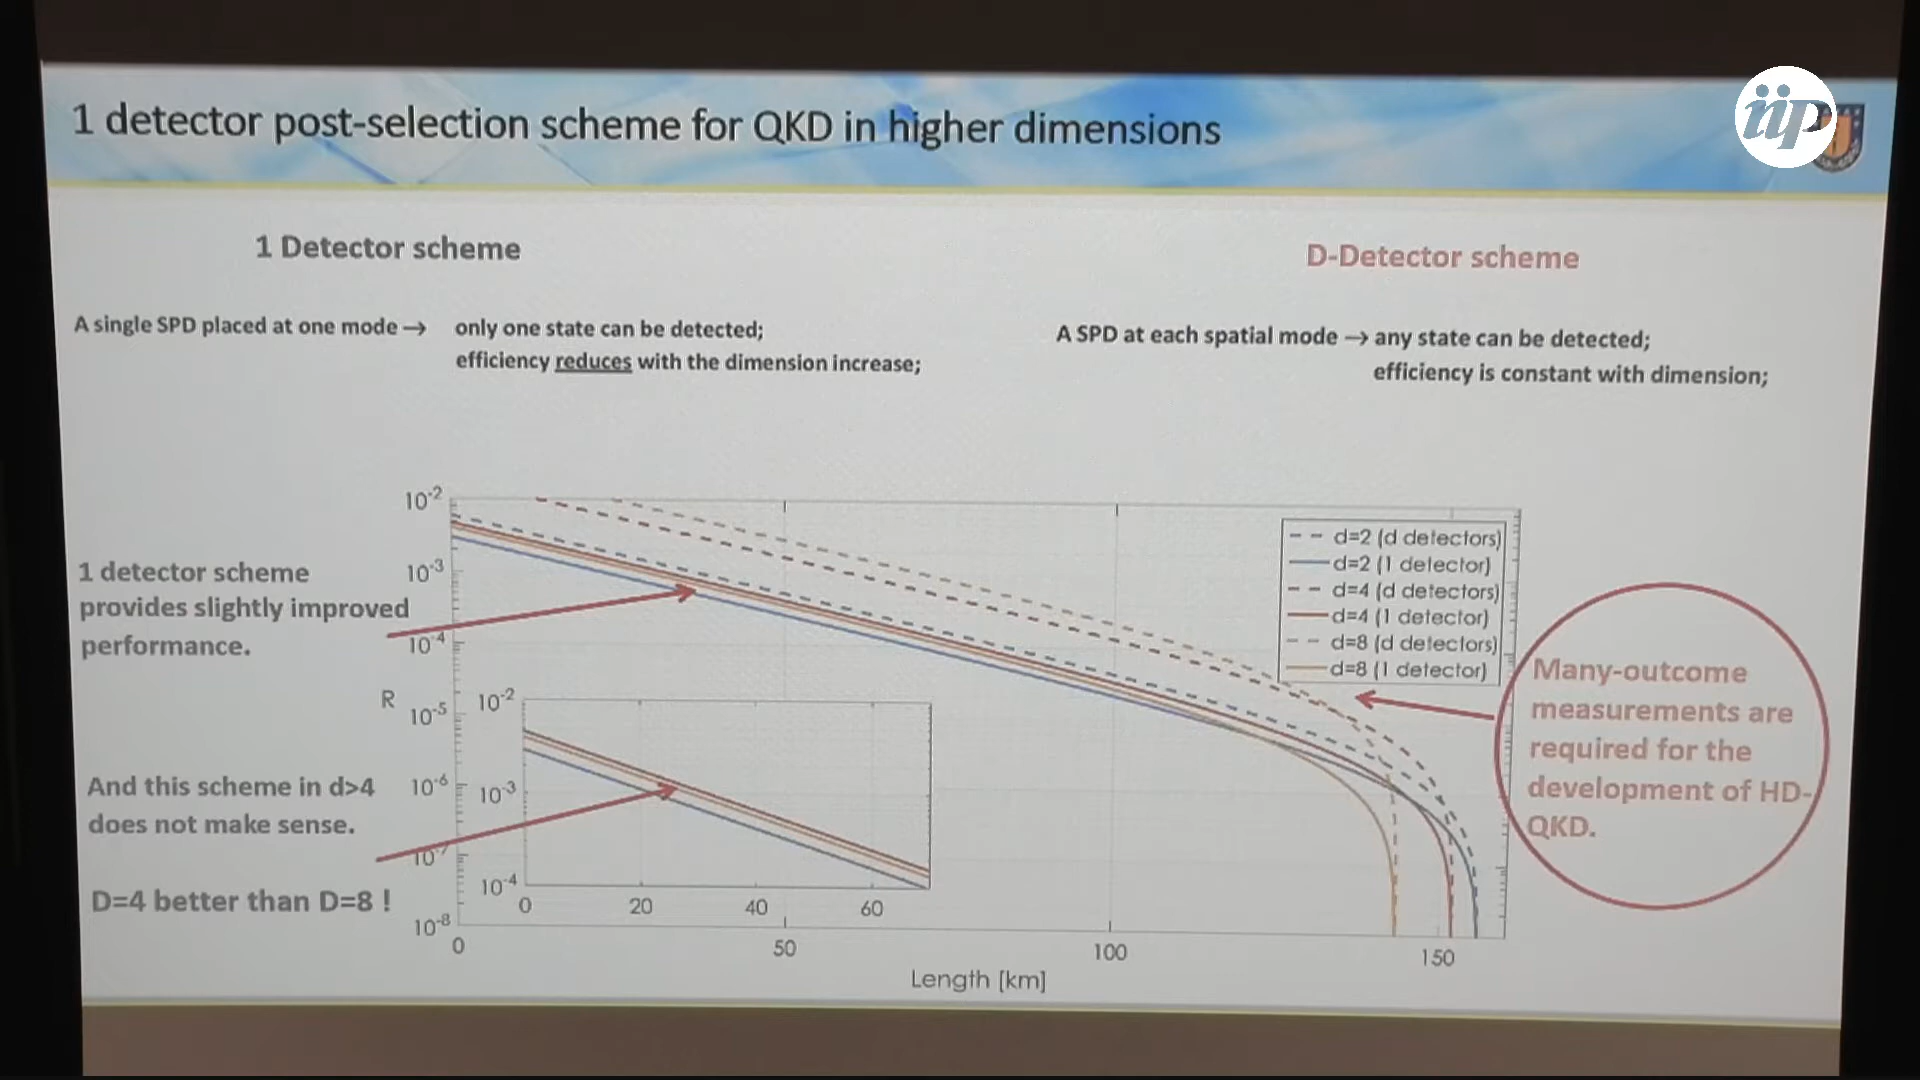 1 detector post-selection scheme for QKD in higher dimensions
iip
1 Detector scheme
D-Detector scheme
A single SPD placed at one mode → only one state can be detected;
efficiency reduces with the dimension increase;
A SPD at each spatial mode → any state can be detected;
efficiency is constant with dimension;
1 detector scheme
provides slightly improved
performance.
And this scheme in d>4
does not make sense.
D=4 better than D=8 !
R
10-2
10-3
10-4
10-5
10-6
10-7
10-8
0
50
100
150
Length [km]
10-2
10-3
10-4
0
20
40
60
d=2 (d detectors)
d=2 (1 detector)
d=4 (d detectors)
d=4 (1 detector)
d=8 (d detectors)
d=8 (1 detector)
Many-outcome
measurements are
required for the
development of HD-
QKD.